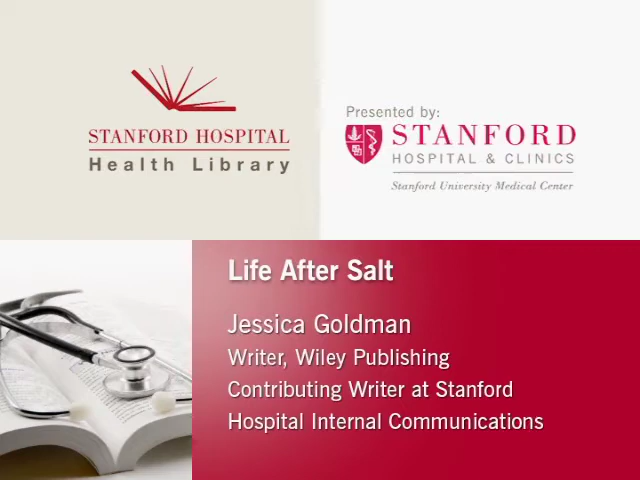 STANFORD HOSPITAL
Health Library
Presented by:
STANFORD
HOSPITAL & CLINICS
Stanford University Medical Center
Life After Salt
Jessica Goldman
Writer, Wiley Publishing
Contributing Writer at Stanford
Hospital Internal Communications